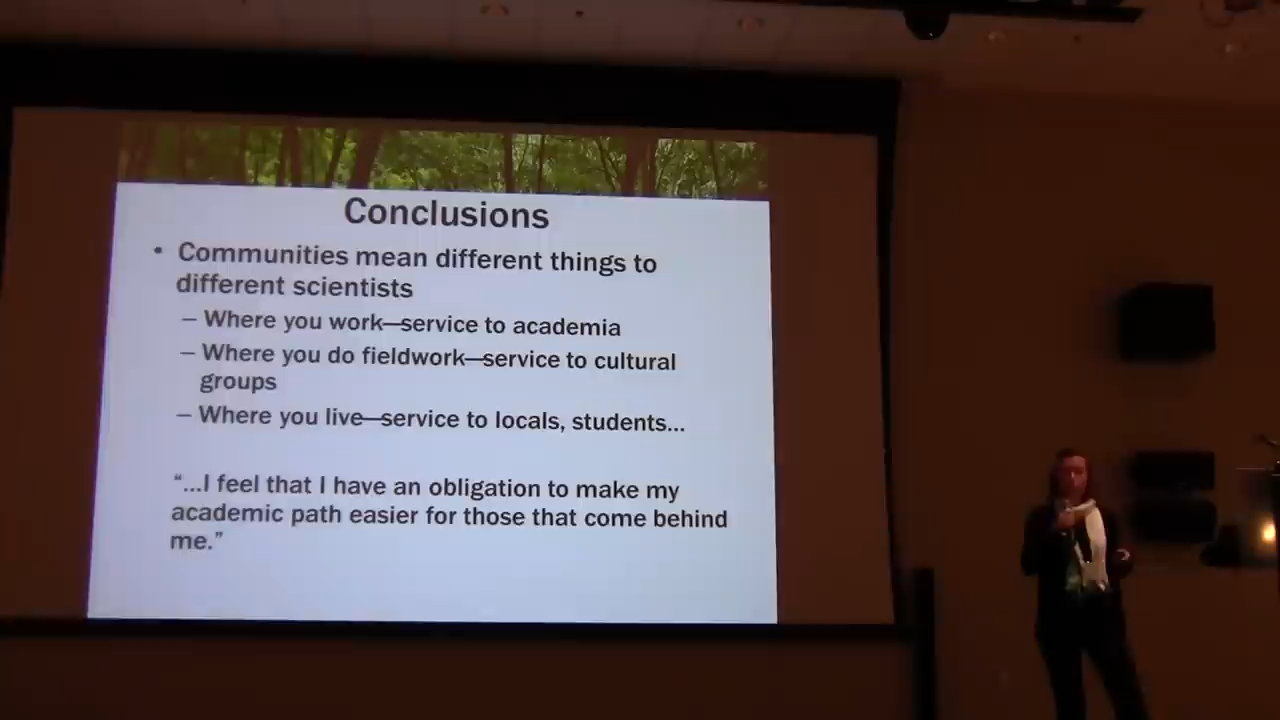 Conclusions
• Communities mean different things to
different scientists
– Where you work—service to academia
– Where you do fieldwork—service to cultural
groups
– Where you live—service to locals, students...
“...I feel that I have an obligation to make my
academic path easier for those that come behind
me.”